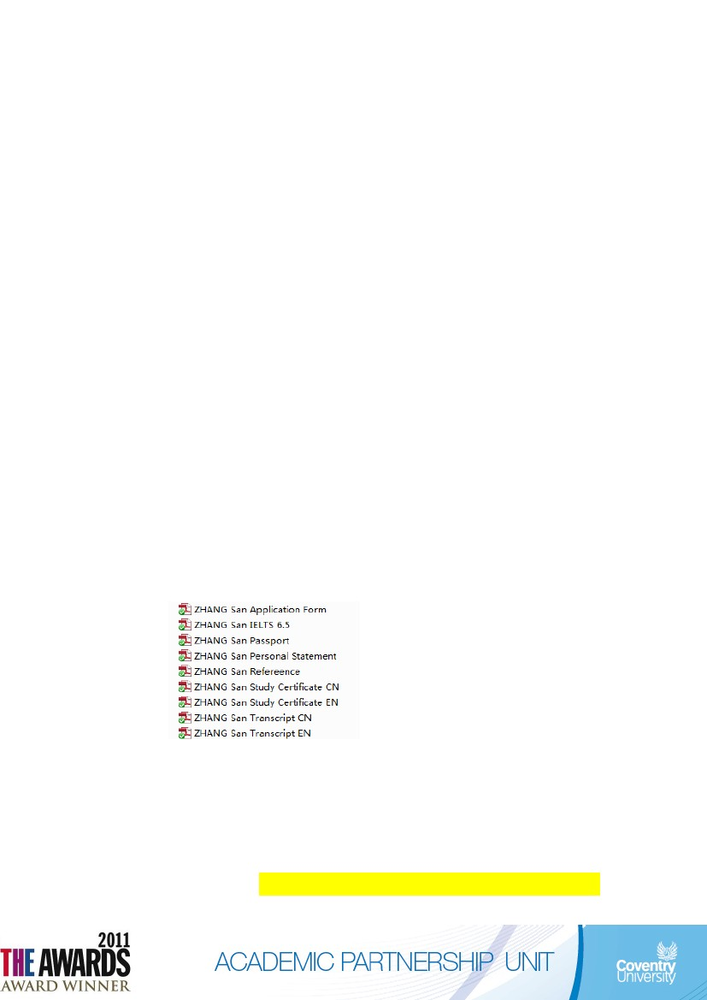 ZHANG San Application Form
ZHANG San IELTS 6.5
ZHANG San Passport
ZHANG San Personal Statement
ZHANG San Refereence
ZHANG San Study Certificate CN
ZHANG San Study Certificate EN
ZHANG San Transcript CN
ZHANG San Transcript EN
2011
THE AWARDS
AWARD WINNER
ACADEMIC PARTNERSHIP UNIT
Coventry
University